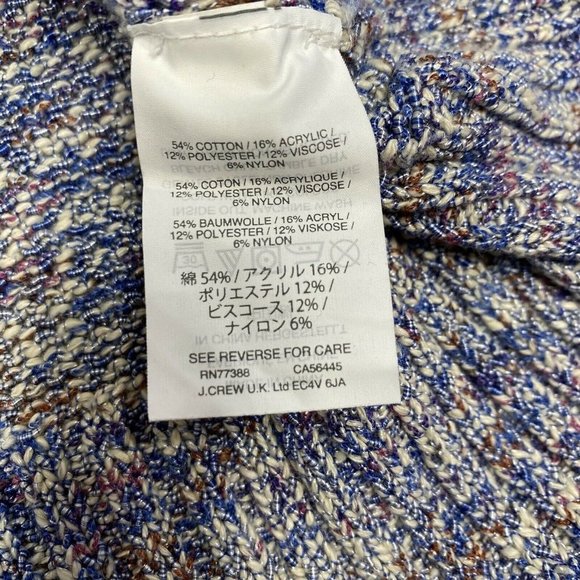 54% COTTON / 16% ACRYLIC /
12% POLYESTER / 12% VISCOSE /
6% NYLON
54% COTON / 16% ACRYLIQUE /
12% POLYESTER / 12% VISCOSE /
6% NYLON
54% BAUMWOLLE / 16% ACRYL /
12% POLYESTER / 12% VISKOSE /
6% NYLON
綿 54% / アクリル 16% /
ポリエステル 12% /
ビスコース 12% /
ナイロン 6%
SEE REVERSE FOR CARE
RN77388 CA56445
J.CREW U.K. Ltd EC4V 6JA